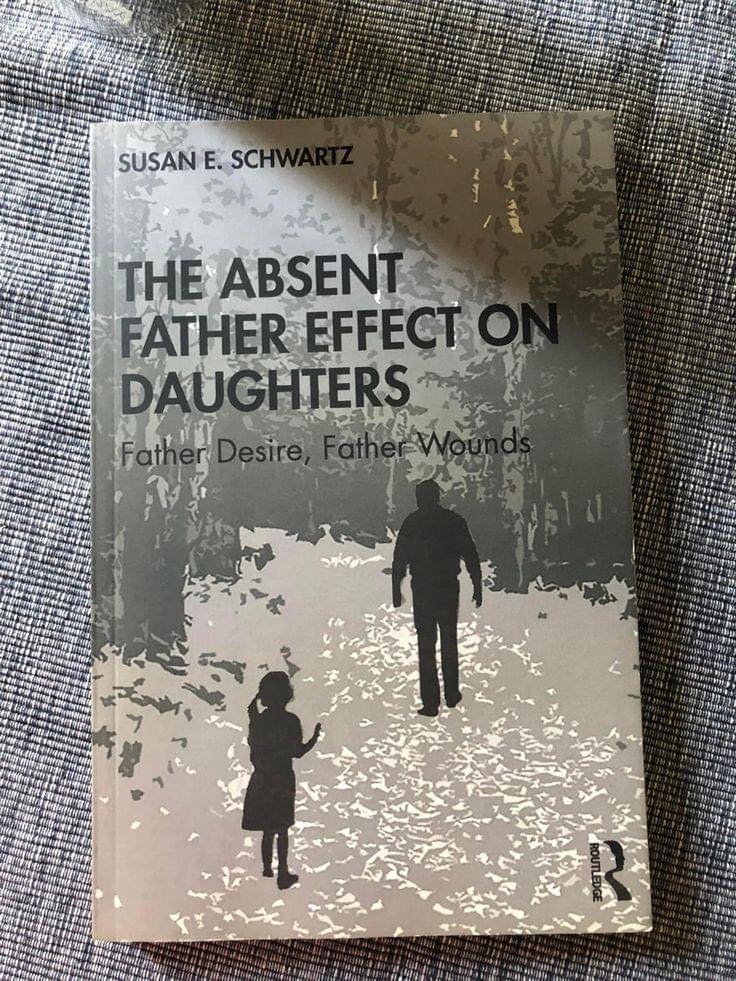 SUSAN E. SCHWARTZ
THE ABSENT
FATHER EFFECT ON
DAUGHTERS
Father Desire, Father Wounds
ROUTLEDGE